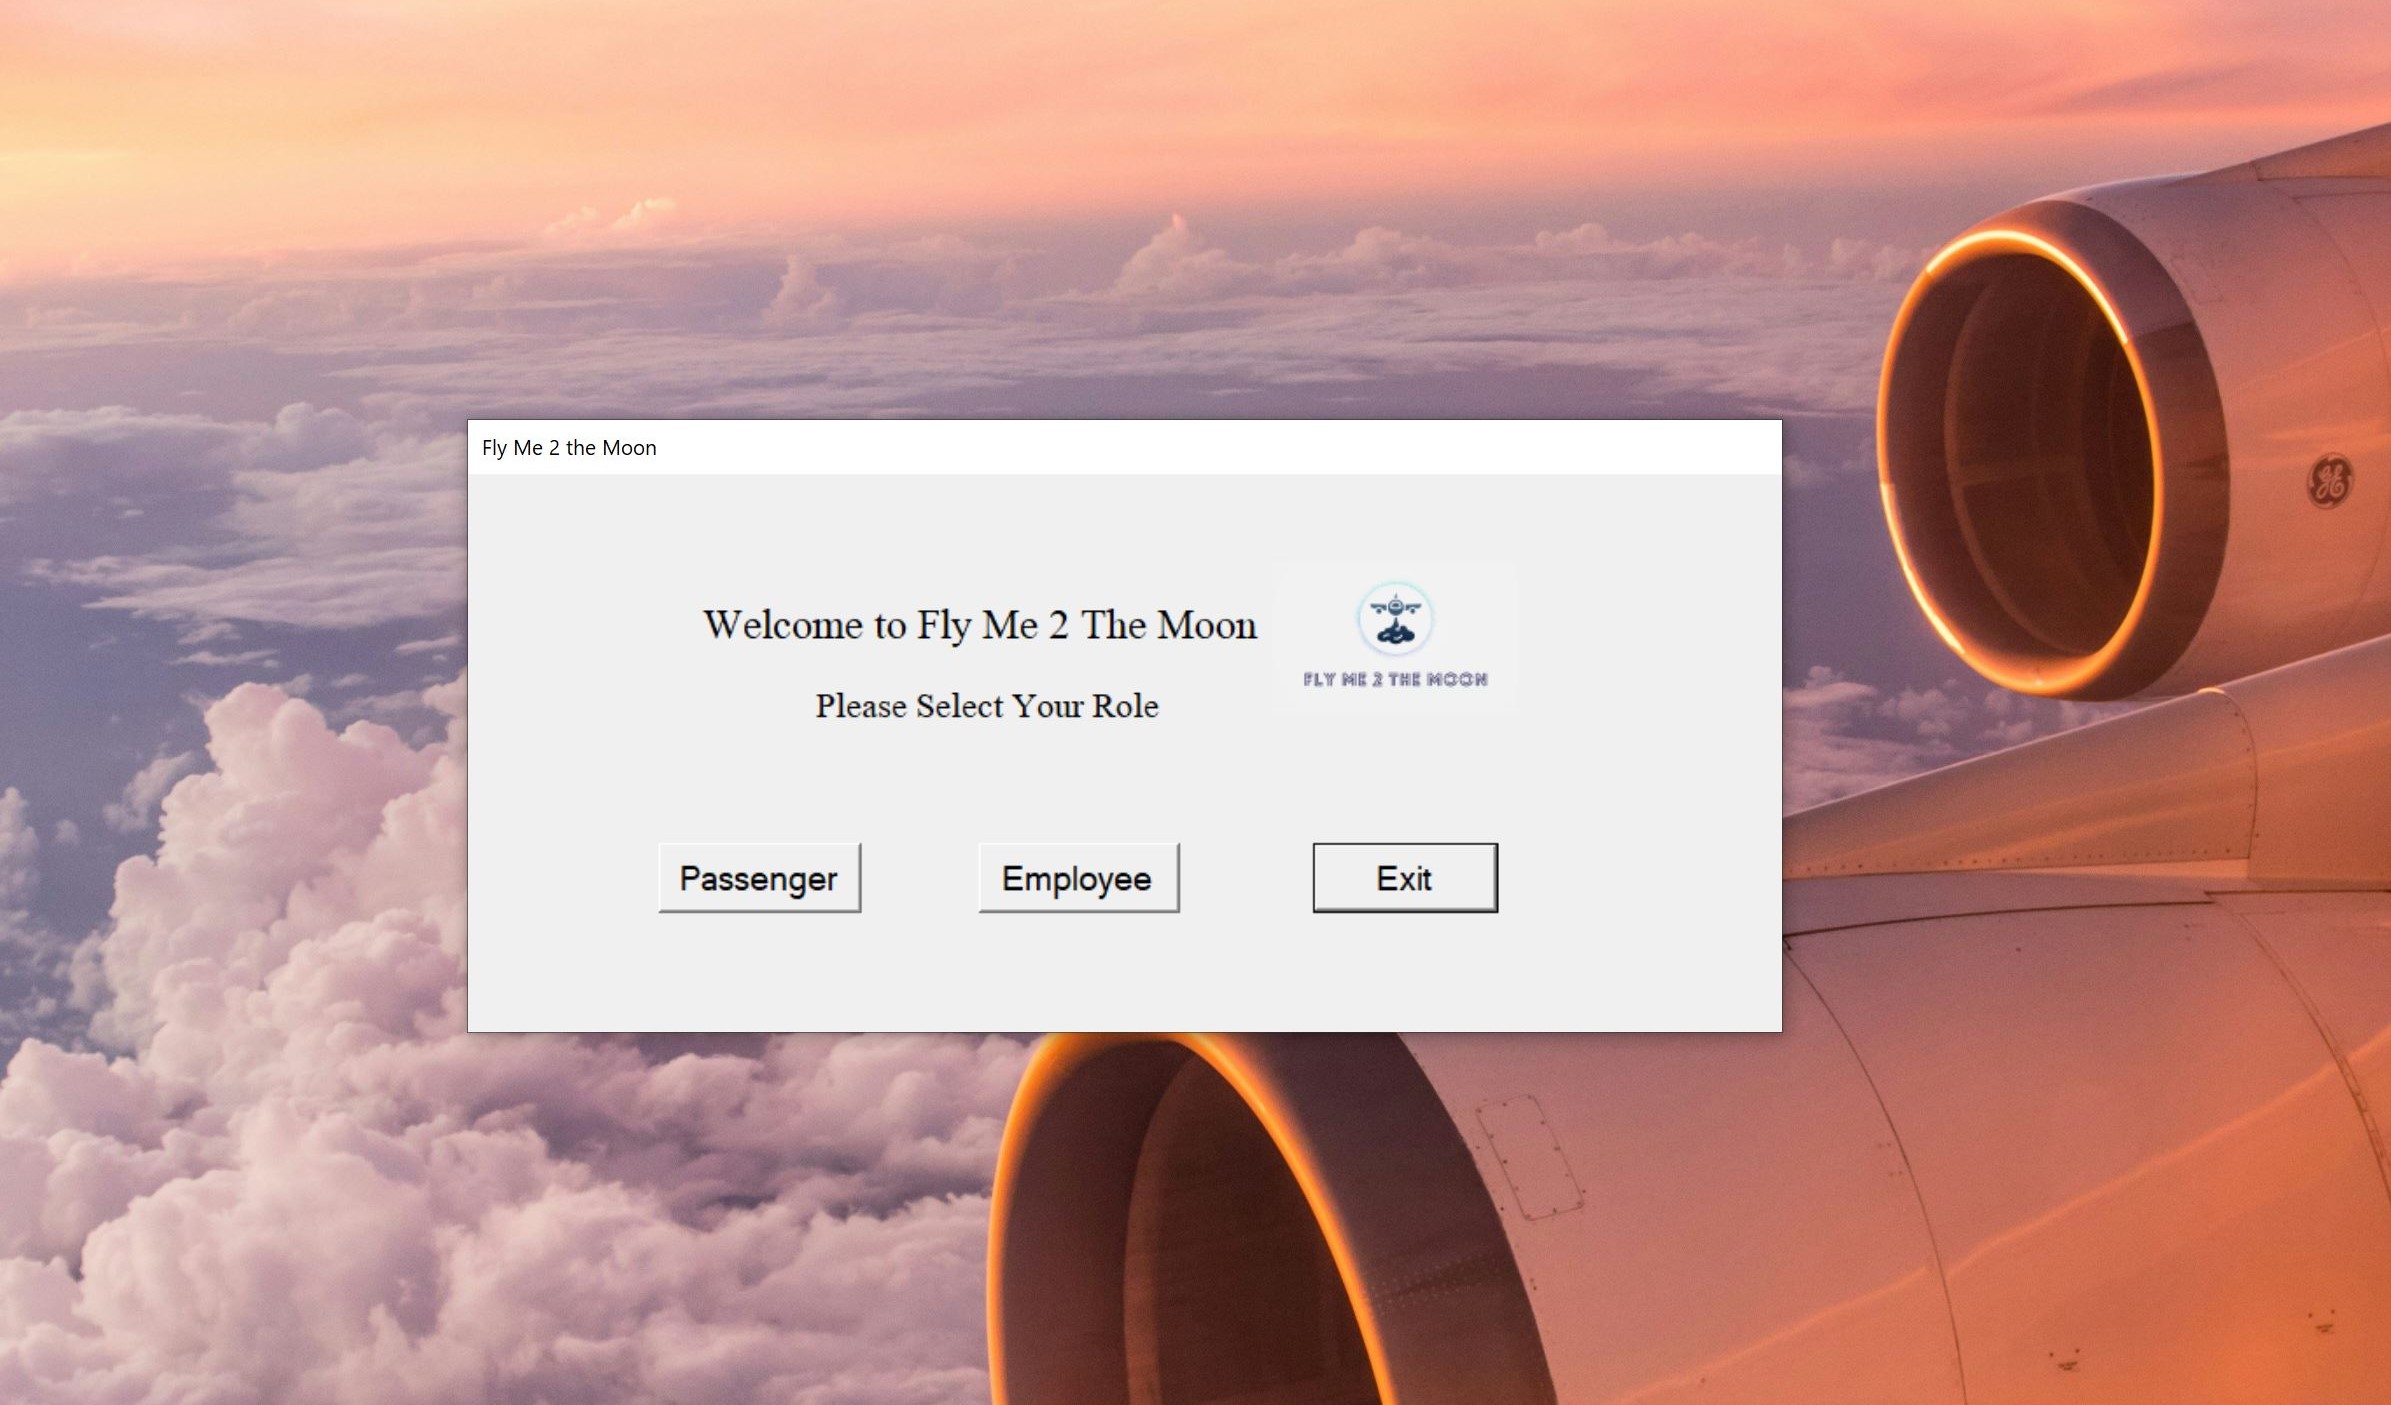 Fly Me 2 the Moon
Welcome to Fly Me 2 The Moon
FLY ME 2 THE MOON
Please Select Your Role
Passenger
Employee
Exit
GE